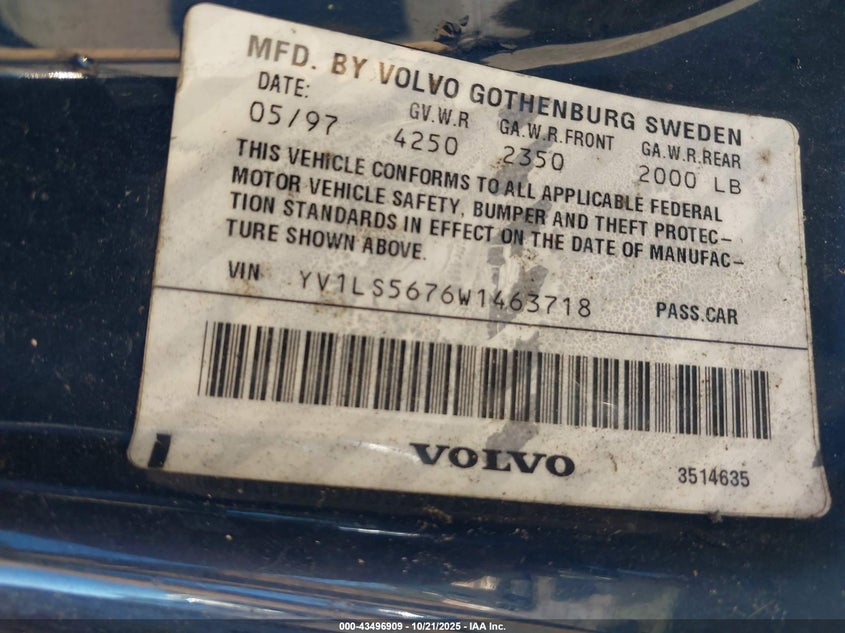 MFD. BY VOLVO GOTHENBURG SWEDEN
DATE: GV.W.R GA.W.R.FRONT GA.W.R.REAR
05/97 4250 2350 2000 LB
THIS VEHICLE CONFORMS TO ALL APPLICABLE FEDERAL
MOTOR VEHICLE SAFETY, BUMPER AND THEFT PROTEC-
TION STANDARDS IN EFFECT ON THE DATE OF MANUFAC-
TURE SHOWN ABOVE.
VIN YV1LS5676W1463718 PASS.CAR
VOLVO
3514635
000-43496909 - 10/21/2025 - IAA Inc.